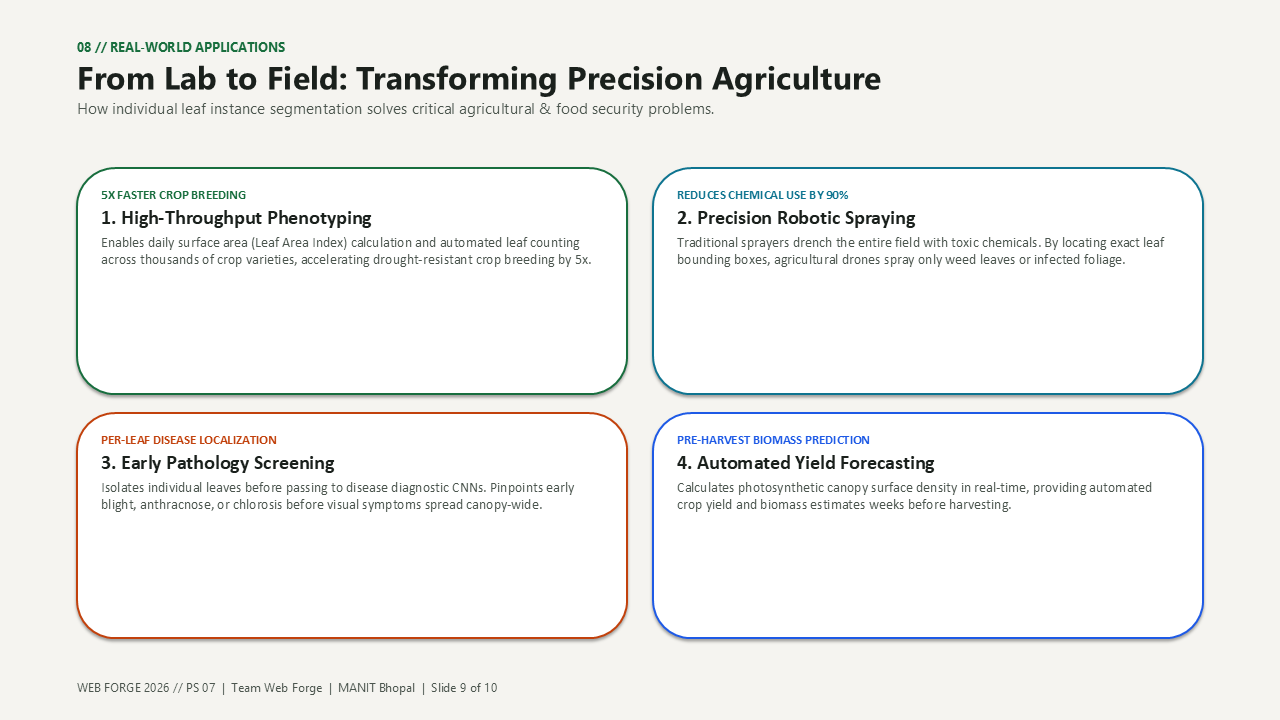 08 // REAL-WORLD APPLICATIONS
From Lab to Field: Transforming Precision Agriculture
How individual leaf instance segmentation solves critical agricultural & food security problems.
5X FASTER CROP BREEDING
1. High-Throughput Phenotyping
Enables daily surface area (Leaf Area Index) calculation and automated leaf counting
across thousands of crop varieties, accelerating drought-resistant crop breeding by 5x.
REDUCES CHEMICAL USE BY 90%
2. Precision Robotic Spraying
Traditional sprayers drench the entire field with toxic chemicals. By locating exact leaf
bounding boxes, agricultural drones spray only weed leaves or infected foliage.
PER-LEAF DISEASE LOCALIZATION
3. Early Pathology Screening
Isolates individual leaves before passing to disease diagnostic CNNs. Pinpoints early
blight, anthracnose, or chlorosis before visual symptoms spread canopy-wide.
PRE-HARVEST BIOMASS PREDICTION
4. Automated Yield Forecasting
Calculates photosynthetic canopy surface density in real-time, providing automated
crop yield and biomass estimates weeks before harvesting.
WEB FORGE 2026 // PS 07 | Team Web Forge | MANIT Bhopal | Slide 9 of 10